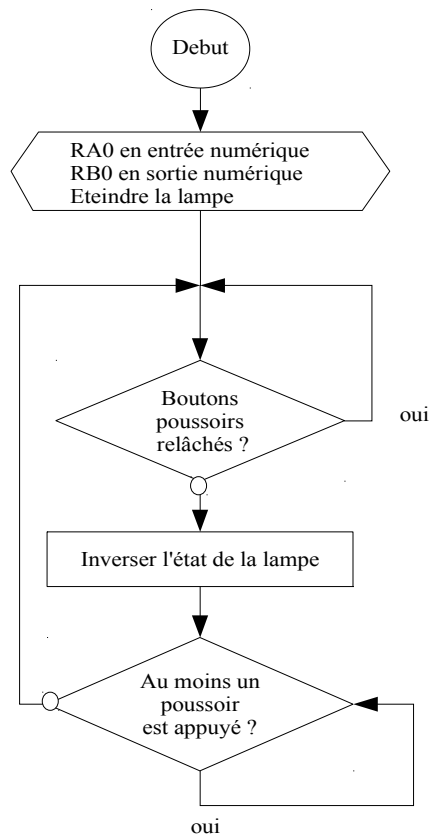 Debut
RA0 en entrée numérique
RB0 en sortie numérique
Eteindre la lampe
Boutons
poussoirs
relâchés ?
oui
Inverser l'état de la lampe
Au moins un
poussoir
est appuyé ?
oui